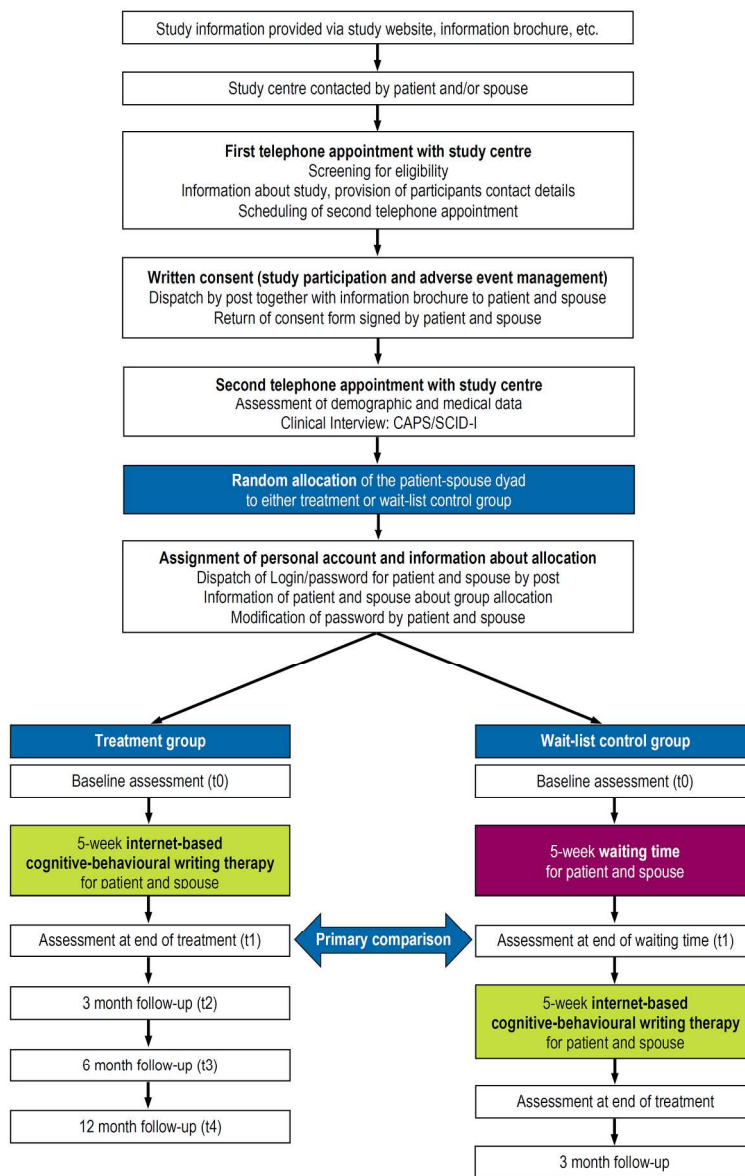 Study information provided via study website, information brochure, etc.
Study centre contacted by patient and/or spouse
First telephone appointment with study centre
Screening for eligibility
Information about study, provision of participants contact details
Scheduling of second telephone appointment
Written consent (study participation and adverse event management)
Dispatch by post together with information brochure to patient and spouse
Return of consent form signed by patient and spouse
Second telephone appointment with study centre
Assessment of demographic and medical data
Clinical Interview: CAPS/SCID-I
Random allocation of the patient-spouse dyad
to either treatment or wait-list control group
Assignment of personal account and information about allocation
Dispatch of Login/password for patient and spouse by post
Information of patient and spouse about group allocation
Modification of password by patient and spouse
Treatment group
Baseline assessment (t0)
5-week internet-based
cognitive-behavioural writing therapy
for patient and spouse
Assessment at end of treatment (t1)
3 month follow-up (t2)
6 month follow-up (t3)
12 month follow-up (t4)
Primary comparison
Wait-list control group
Baseline assessment (t0)
5-week waiting time
for patient and spouse
Assessment at end of waiting time (t1)
5-week internet-based
cognitive-behavioural writing therapy
for patient and spouse
Assessment at end of treatment
3 month follow-up